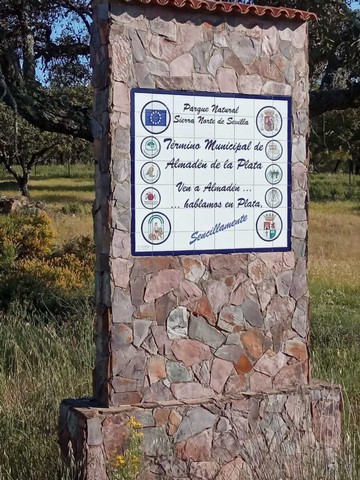 Parque Natural
Sierra Norte de Sevilla
Término Municipal de
Almadén de la Plata
Ven a Almadén ...
... hablamos en Plata,
Sencillamente